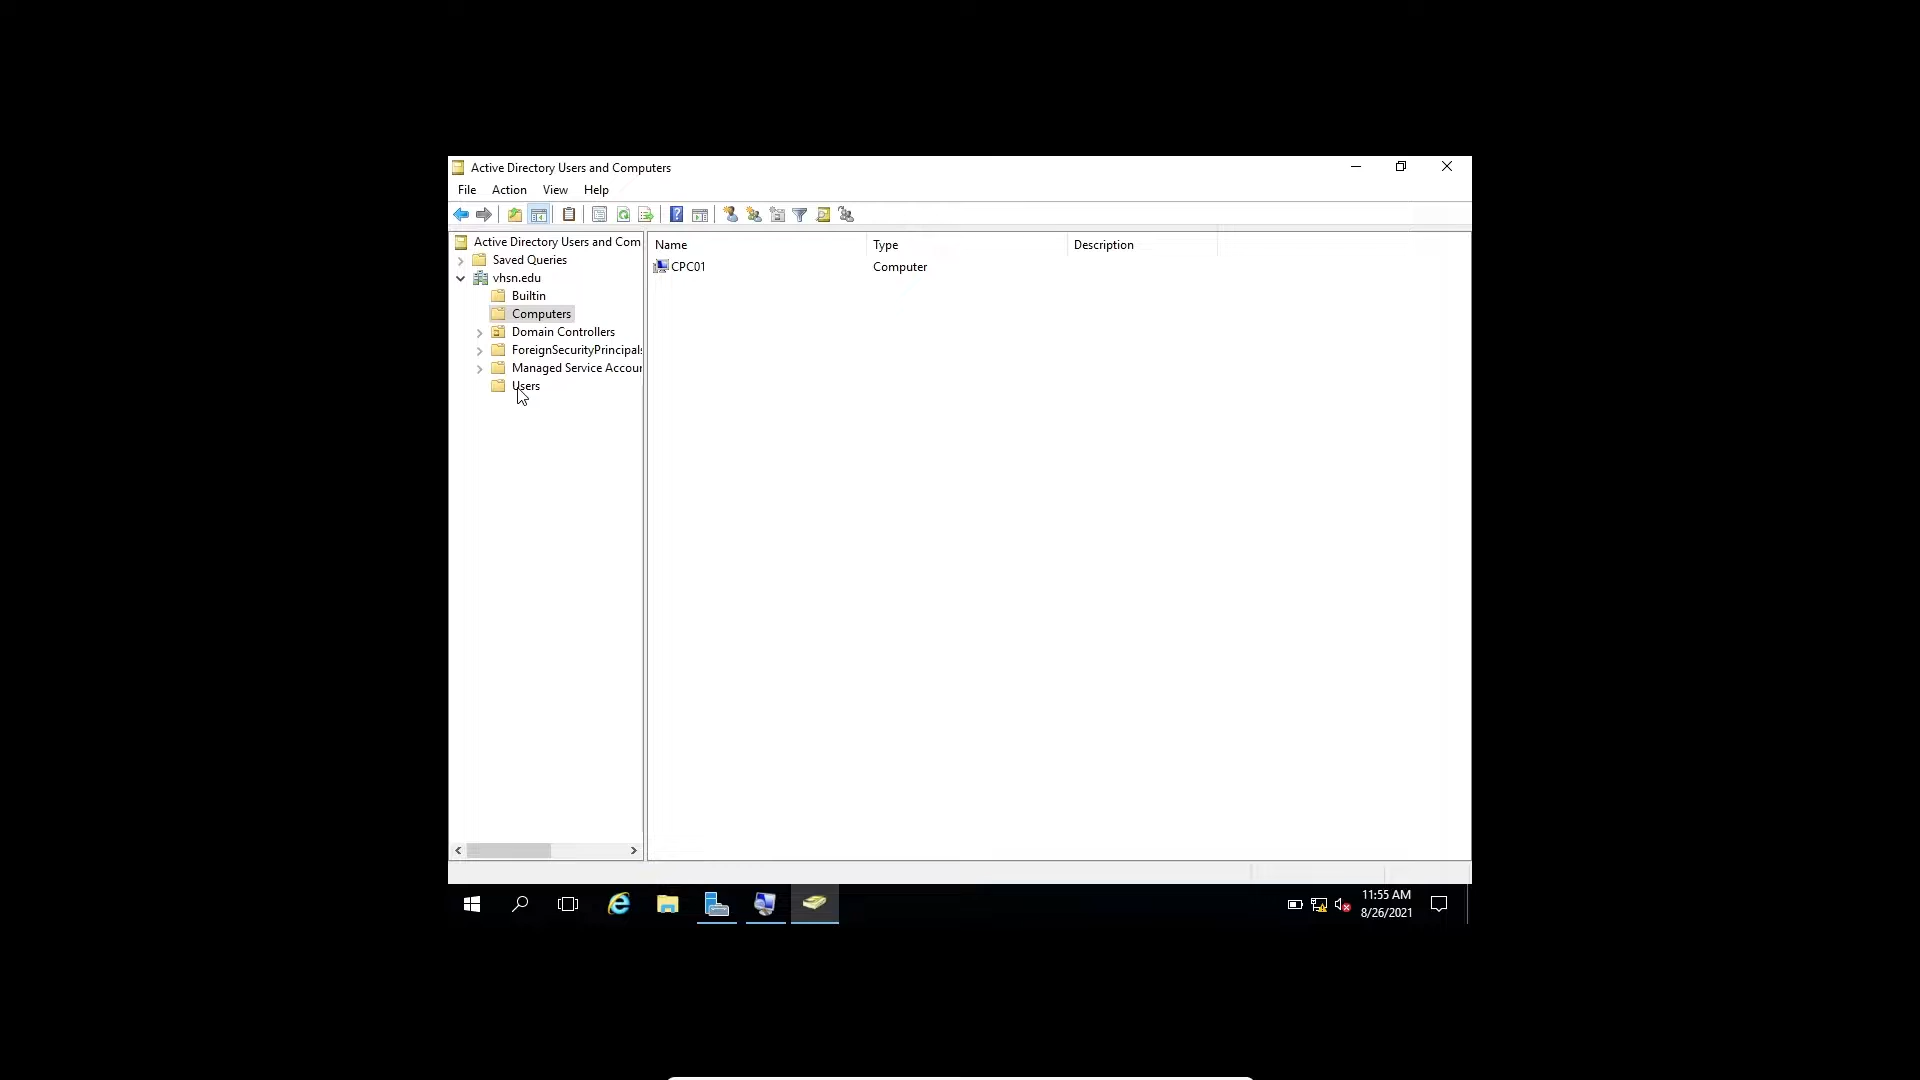 Active Directory Users and Computers
File Action View Help
Active Directory Users and Com
Saved Queries
vhsn.edu
Builtin
Computers
Domain Controllers
ForeignSecurityPrincipals
Managed Service Accour
Users
Name Type Description
CPC01 Computer
11:55 AM
8/26/2021